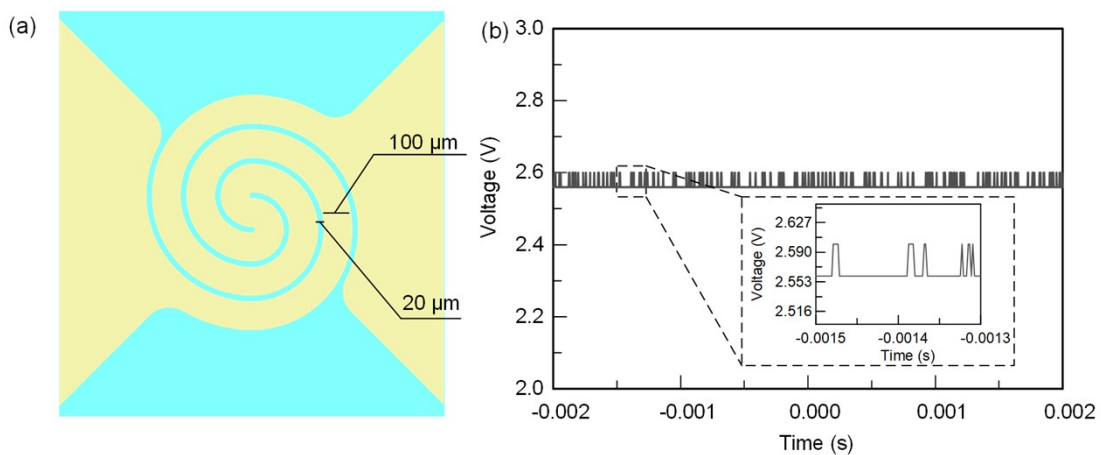 (a)
100 μm
20 μm
(b)
Voltage (V)
3.0
2.8
2.6
2.4
2.2
2.0
-0.002
-0.001
0.000
0.001
0.002
Time (s)
Voltage (V)
2.627
2.590
2.553
2.516
-0.0015
-0.0014
-0.0013
Time (s)